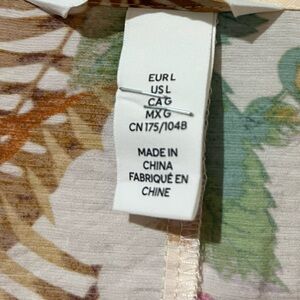 EUR L
US L
CA G
MX G
CN 175/104B
MADE IN
CHINA
FABRIQUÉ EN
CHINE